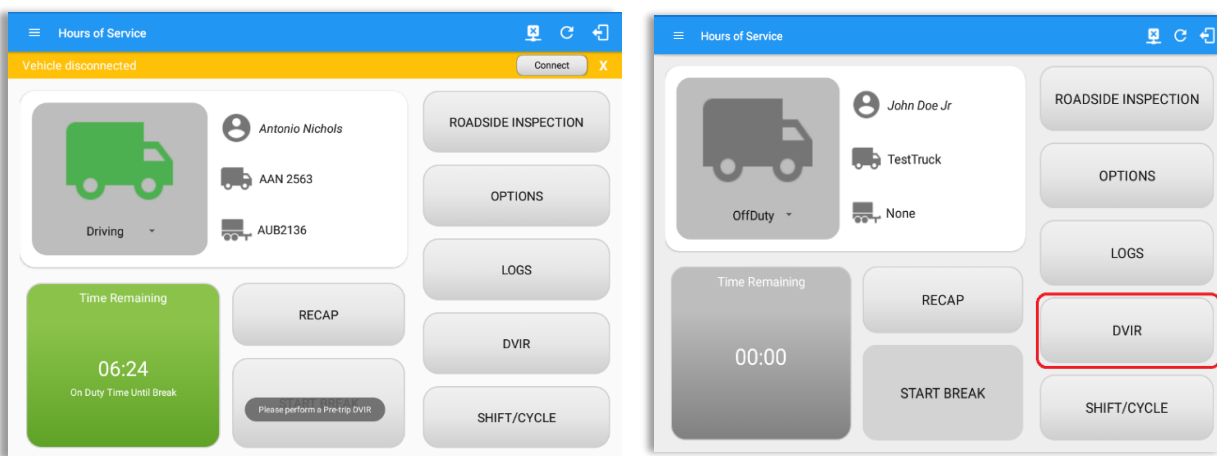 Hours of Service
Vehicle disconnected
Connect
X
Antonio Nichols
AAN 2563
AUB2136
Driving
ROADSIDE INSPECTION
OPTIONS
LOGS
DVIR
SHIFT/CYCLE
Time Remaining
06:24
On Duty Time Until Break
RECAP
START BREAK
Please perform a Pre-trip DVIR
Hours of Service
John Doe Jr
TestTruck
None
OffDuty
ROADSIDE INSPECTION
OPTIONS
LOGS
DVIR
SHIFT/CYCLE
Time Remaining
00:00
RECAP
START BREAK